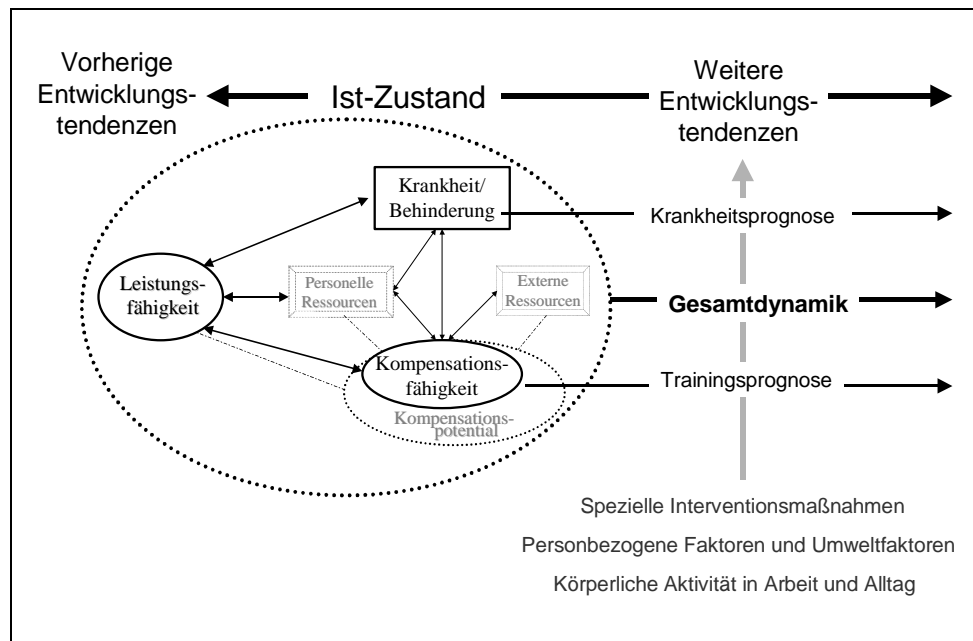 Vorherige
Entwicklungs-
tendenzen
Ist-Zustand
Weitere
Entwicklungs-
tendenzen
Krankheit/
Behinderung
Krankheitsprognose
Leistungs-
fähigkeit
Personelle
Ressourcen
Externe
Ressourcen
Gesamtdynamik
Kompensations-
fähigkeit
Trainingsprognose
Kompensations-
potential
Spezielle Interventionsmaßnahmen
Personbezogene Faktoren und Umweltfaktoren
Körperliche Aktivität in Arbeit und Alltag